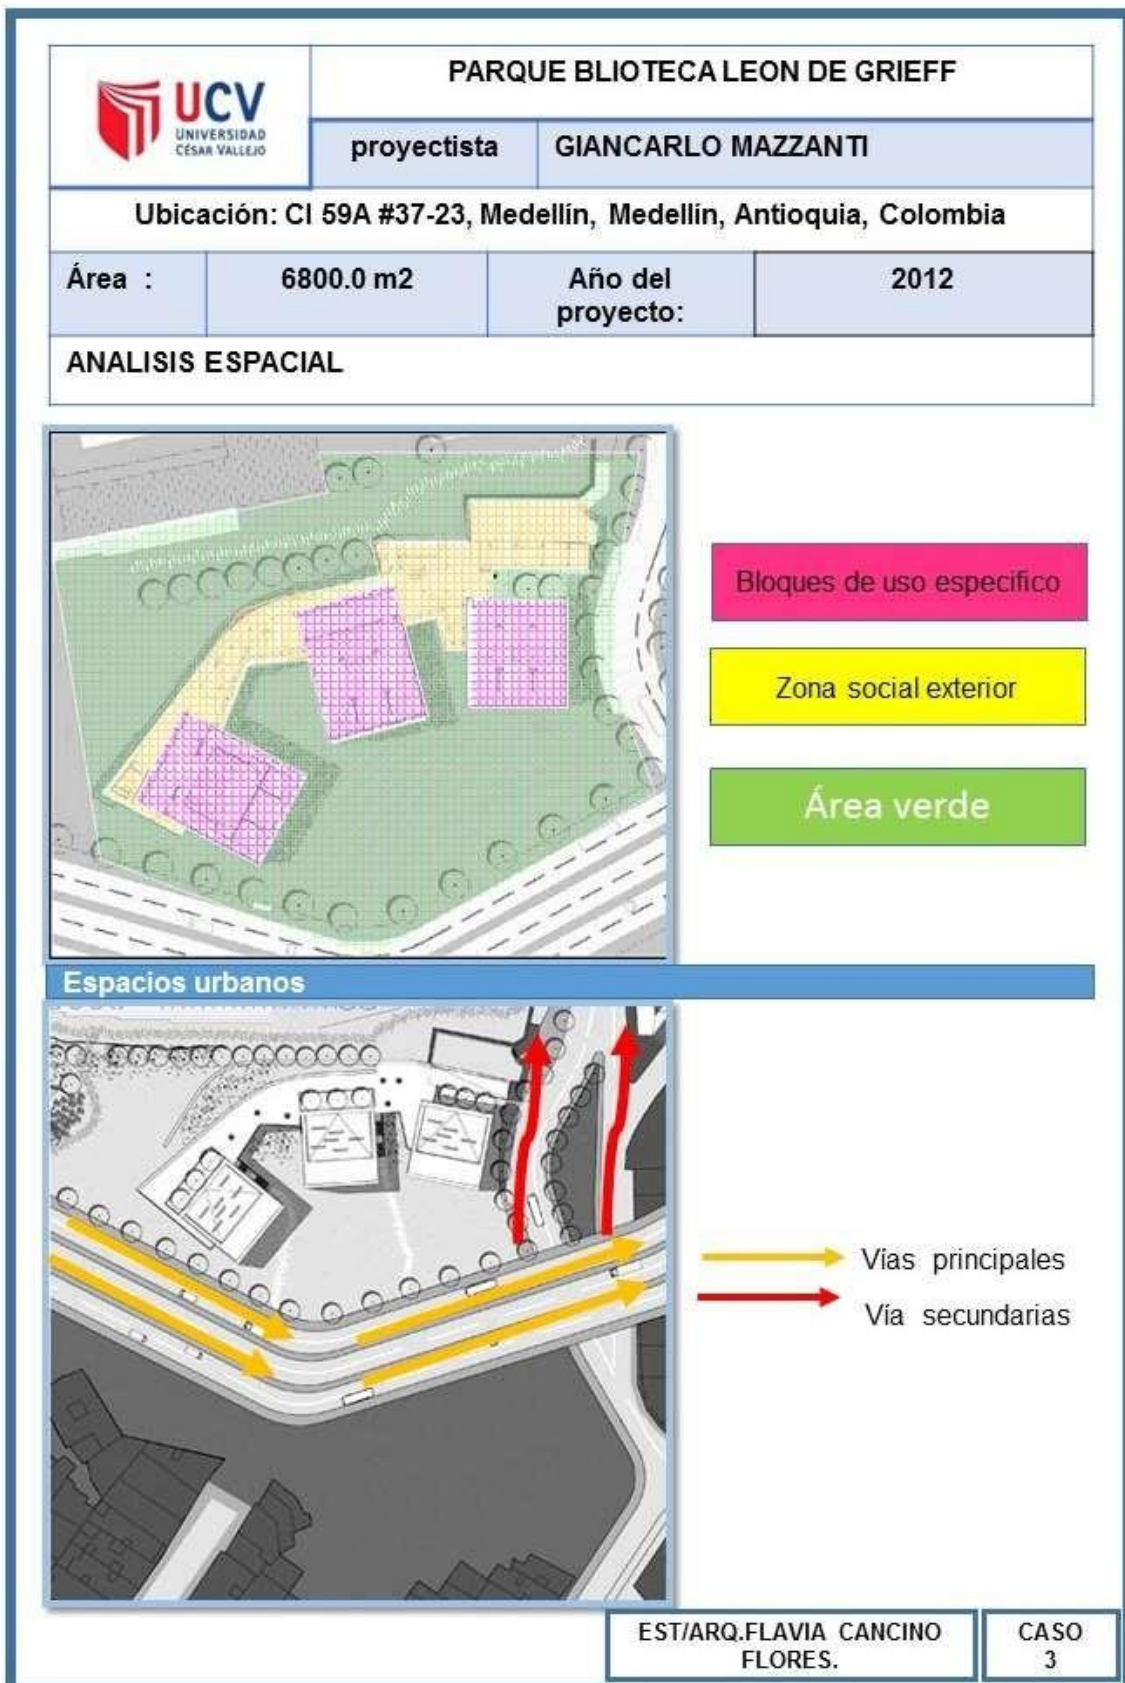 UCV
UNIVERSIDAD
CÉSAR VALLEJO
PARQUE BLIOTECA LEON DE GRIEFF
proyectista
GIANCARLO MAZZANTI
Ubicación: Cl 59A #37-23, Medellín, Medellín, Antioquia, Colombia
Área :
6800.0 m2
Año del
proyecto:
2012
ANALISIS ESPACIAL
Bloques de uso especifico
Zona social exterior
Área verde
Espacios urbanos
Vías principales
Vía secundarias
EST/ARQ.FLAVIA CANCINO
FLORES.
CASO
3